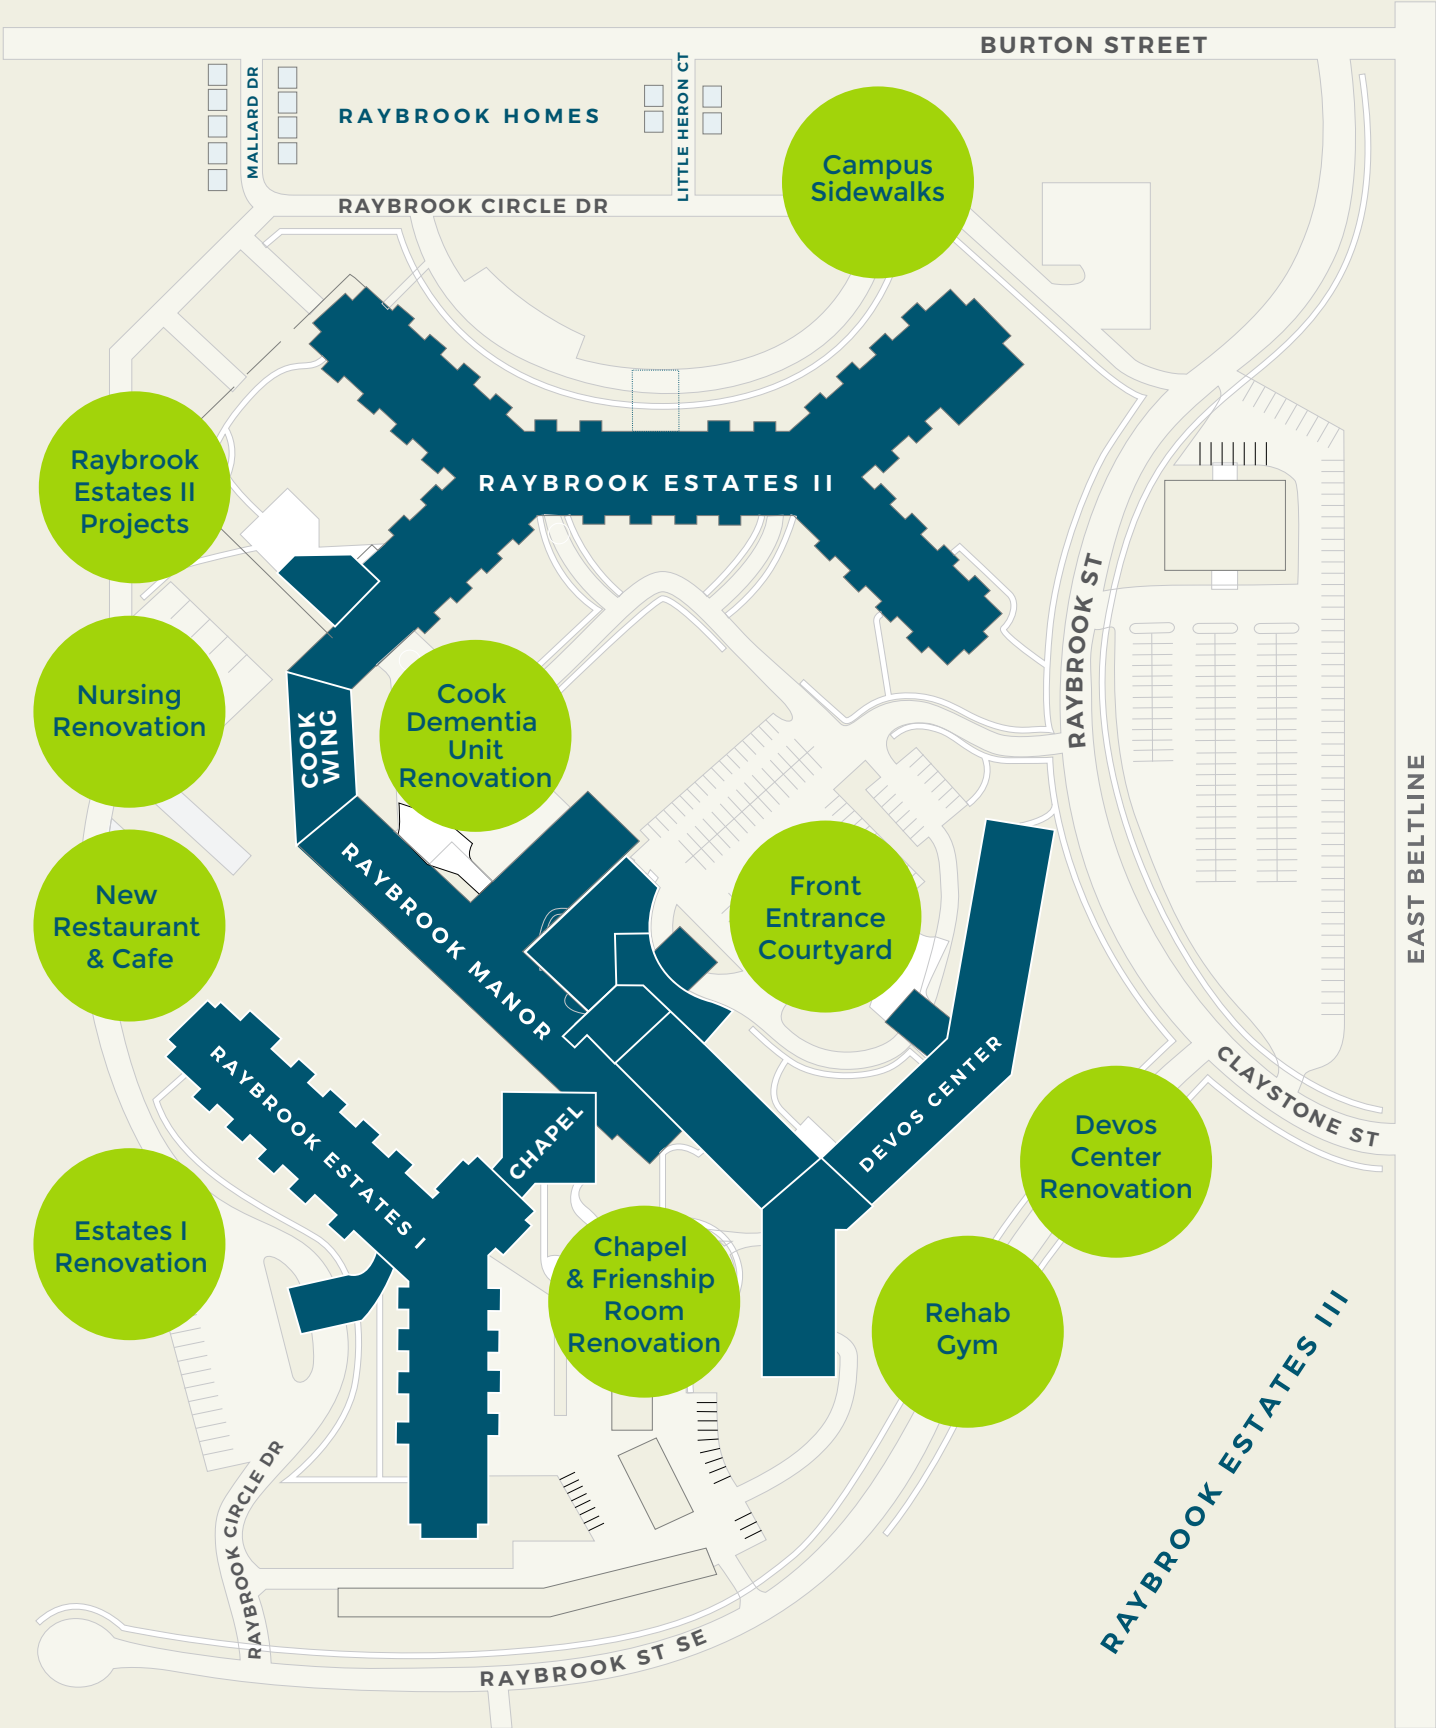 BURTON STREET
MALLARD DR
RAYBROOK HOMES
LITTLE HERON CT
RAYBROOK CIRCLE DR
Campus
Sidewalks
Raybrook
Estates II
Projects
RAYBROOK ESTATES II
RAYBROOK ST
Nursing
Renovation
COOK
WING
Cook
Dementia
Unit
Renovation
EAST BELTLINE
New
Restaurant
& Cafe
RAYBROOK MANOR
Front
Entrance
Courtyard
DEVOS CENTER
CLAYSTONE ST
RAYBROOK ESTATES I
CHAPEL
Devos
Center
Renovation
Estates I
Renovation
Chapel
& Frienship
Room
Renovation
Rehab
Gym
RAYBROOK ESTATES III
RAYBROOK CIRCLE DR
RAYBROOK ST SE